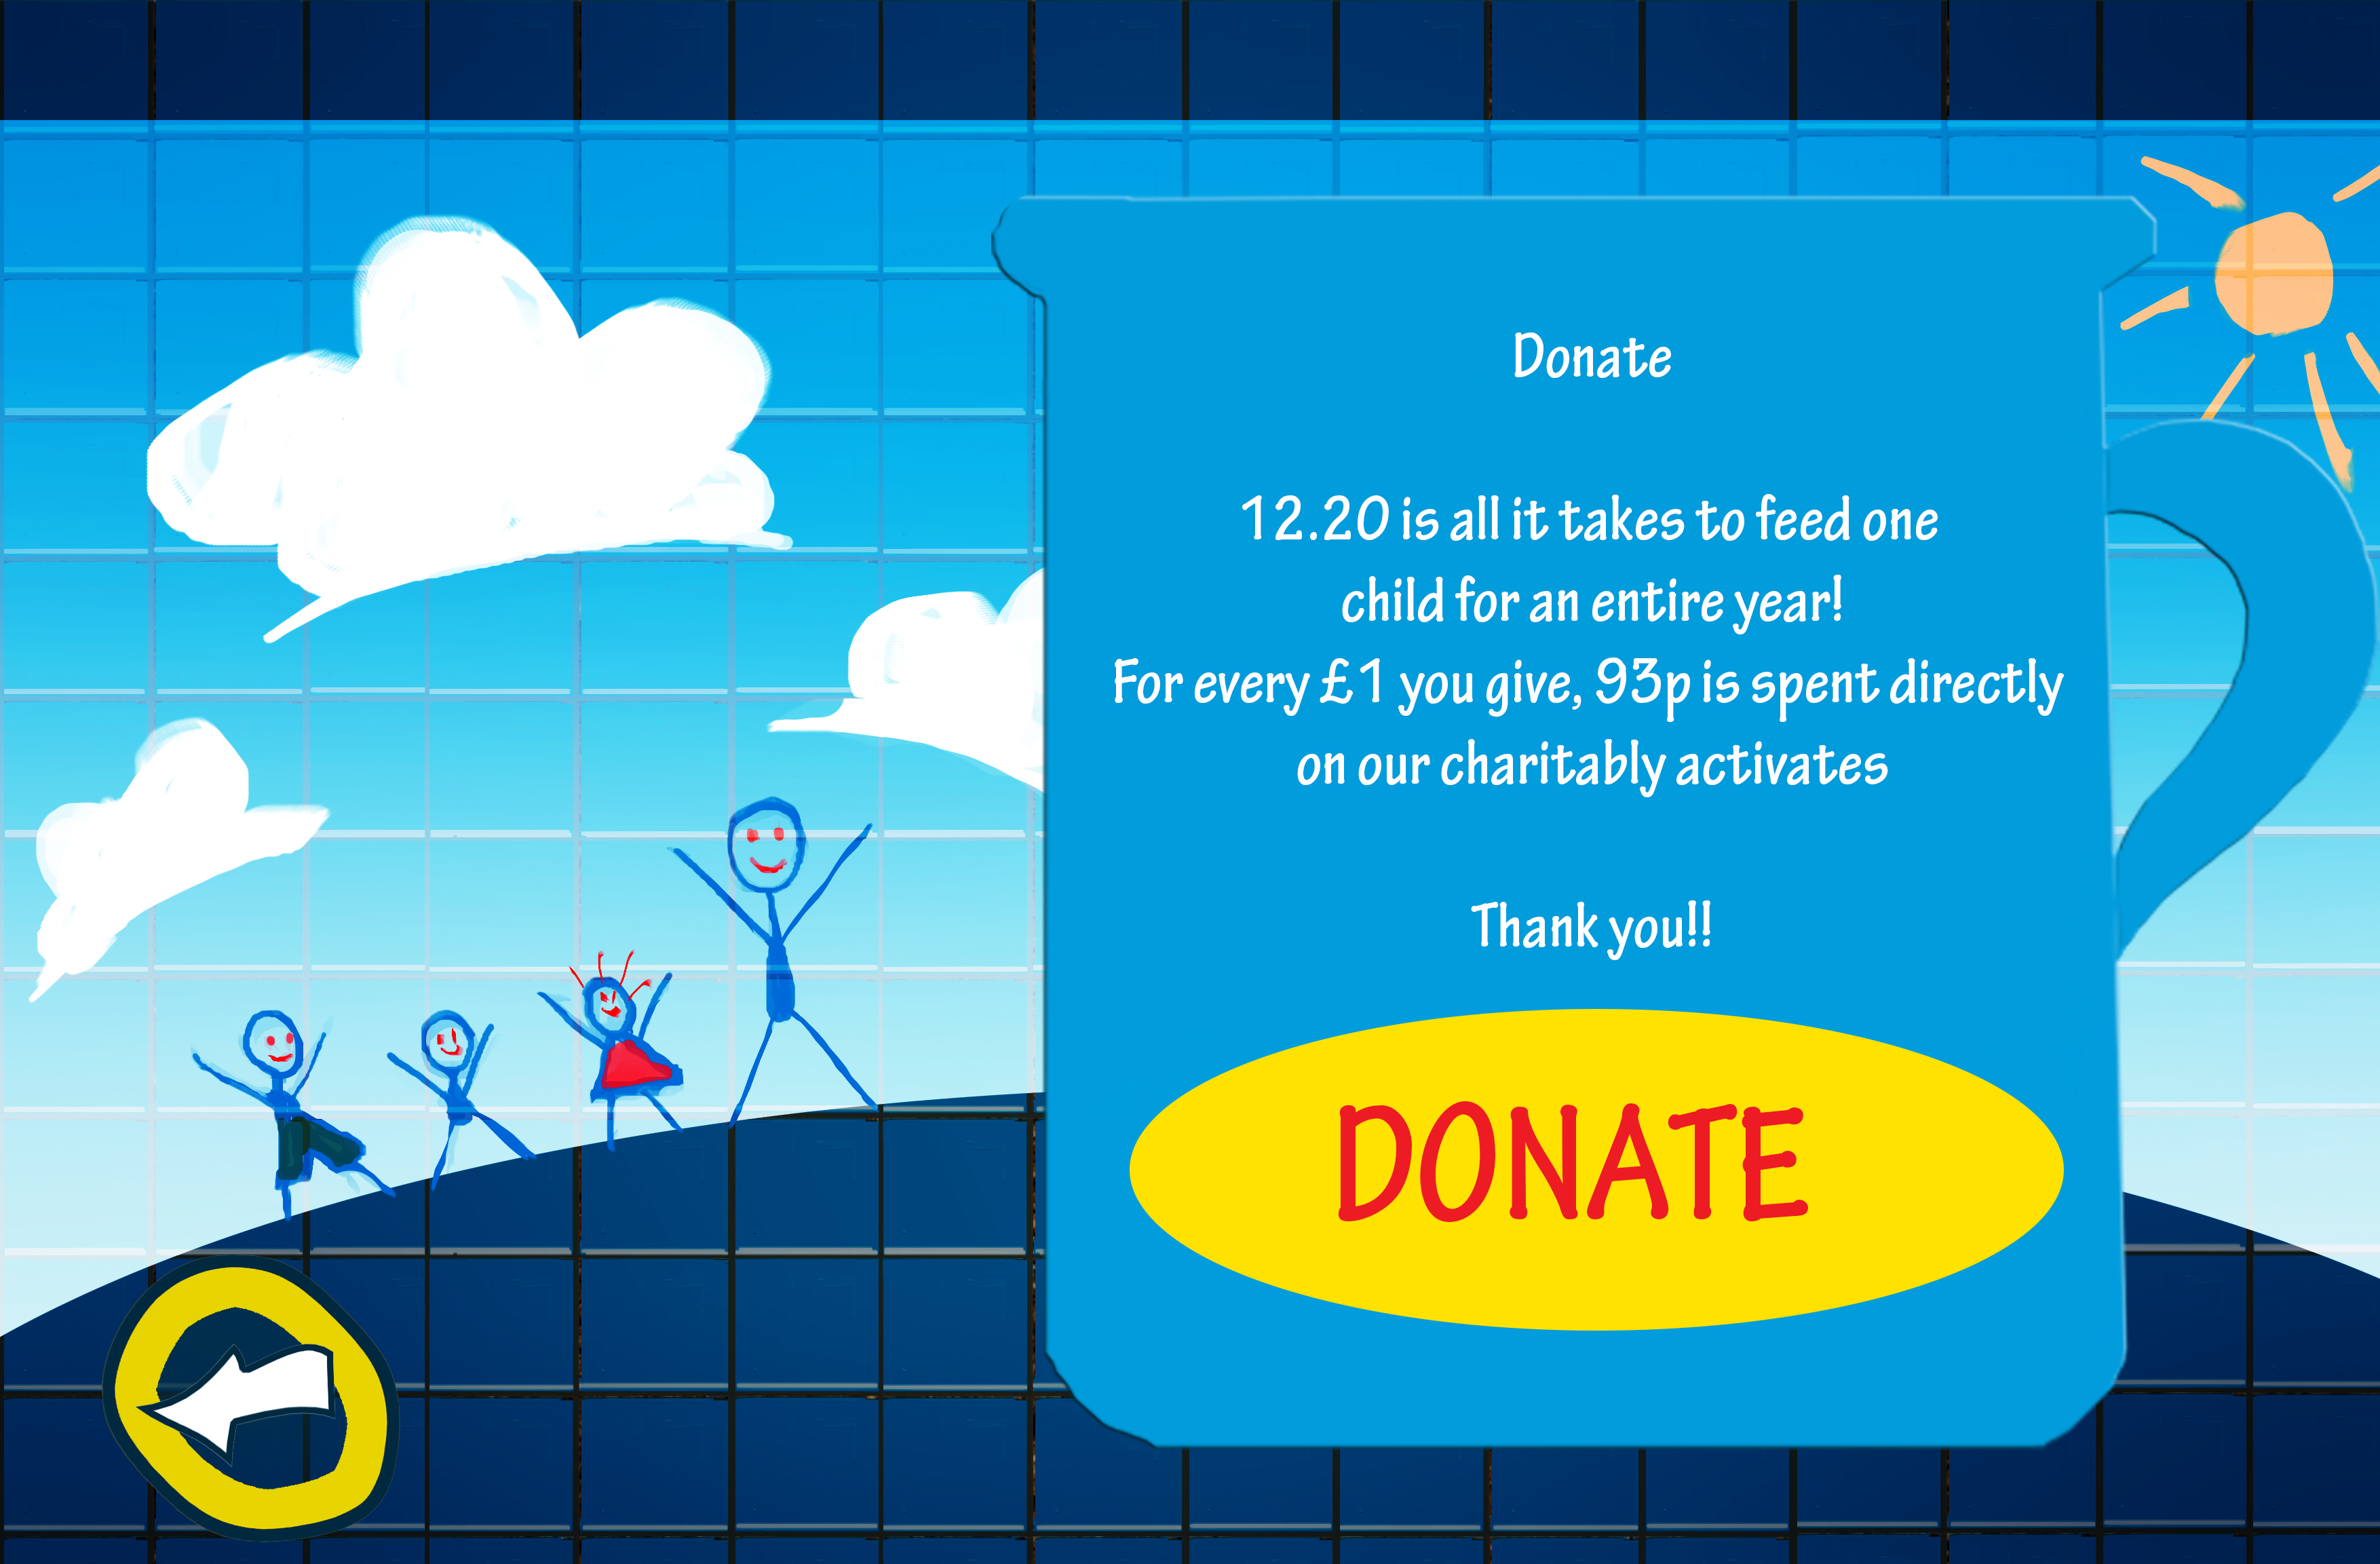 Donate
12.20 is all it takes to feed one
child for an entire year!
For every £1 you give, 93p is spent directly
on our charitably activates
Thank you!!
DONATE